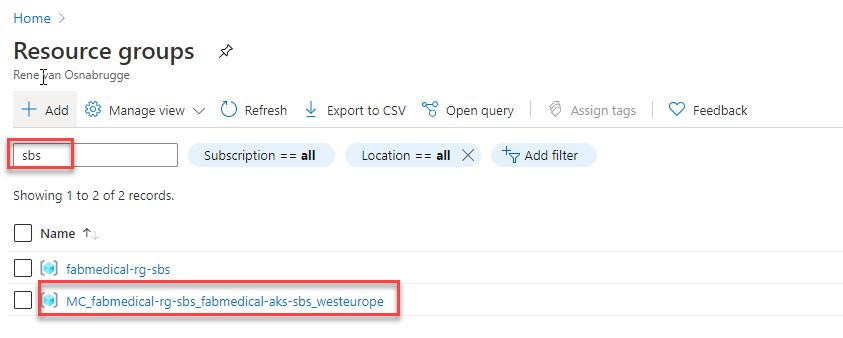 Home
Resource groups
Rene van Osnabrugge
Add Manage view Refresh Export to CSV Open query Assign tags Feedback
sbs Subscription == all Location == all Add filter
Showing 1 to 2 of 2 records.
Name
fabmedical-rg-sbs
MC_fabmedical-rg-sbs_fabmedical-aks-sbs_westeurope